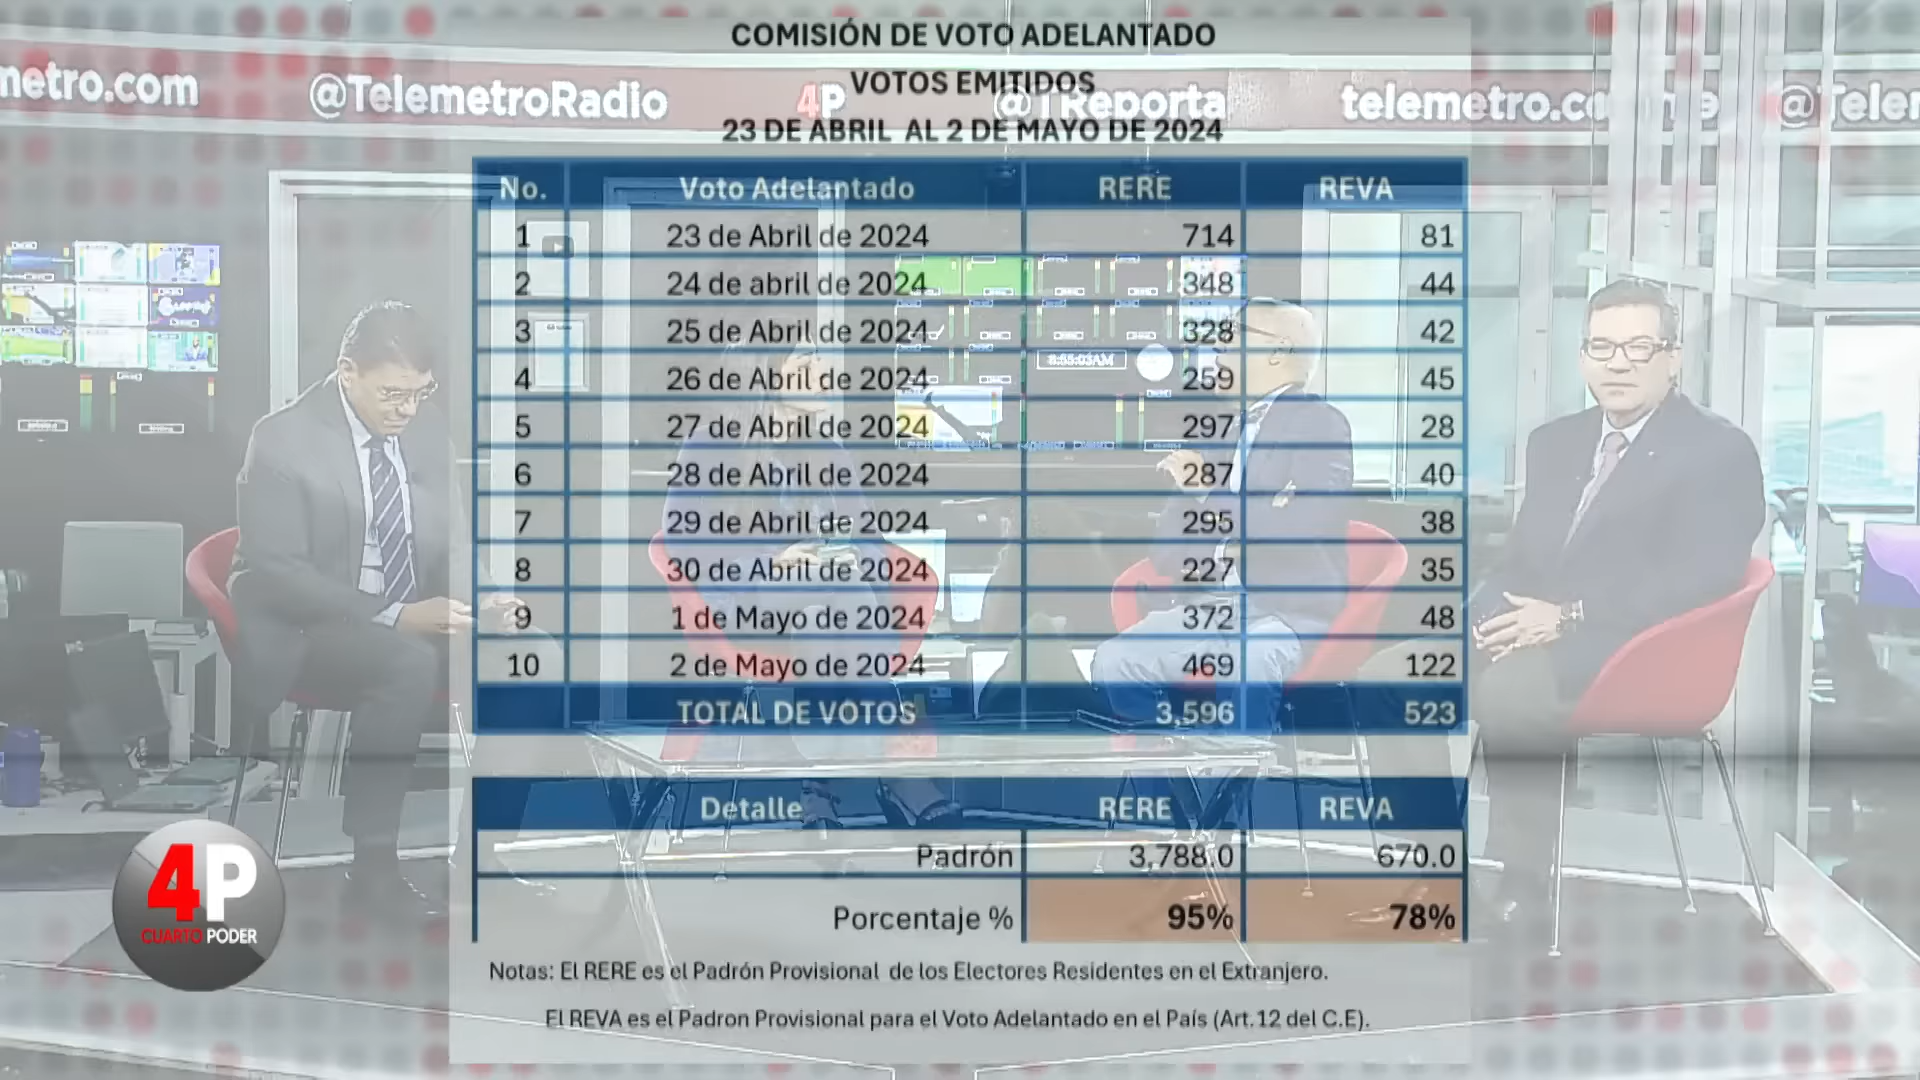 COMISIÓN DE VOTO ADELANTADO
VOTOS EMITIDOS
23 DE ABRIL AL 2 DE MAYO DE 2024
metro.com @TelemetroRadio 4P @TReporta
No. Voto Adelantado RERE REVA
1 23 de Abril de 2024 714 81
2 24 de abril de 2024 348 44
3 25 de Abril de 2024 328 42
4 26 de Abril de 2024 259 45
5 27 de Abril de 2024 297 28
6 28 de Abril de 2024 287 40
7 29 de Abril de 2024 295 38
8 30 de Abril de 2024 227 35
9 1 de Mayo de 2024 372 48
10 2 de Mayo de 2024 469 122
TOTAL DE VOTOS 3,596 523
8:55:03AM
Detalle RERE REVA
Padrón 3,788.0 670.0
Porcentaje % 95% 78%
Notas: El RERE es el Padrón Provisional de los Electores Residentes en el Extranjero.
El REVA es el Padron Provisional para el Voto Adelantado en el País (Art.12 del C.E).
4P
CUARTO PODER